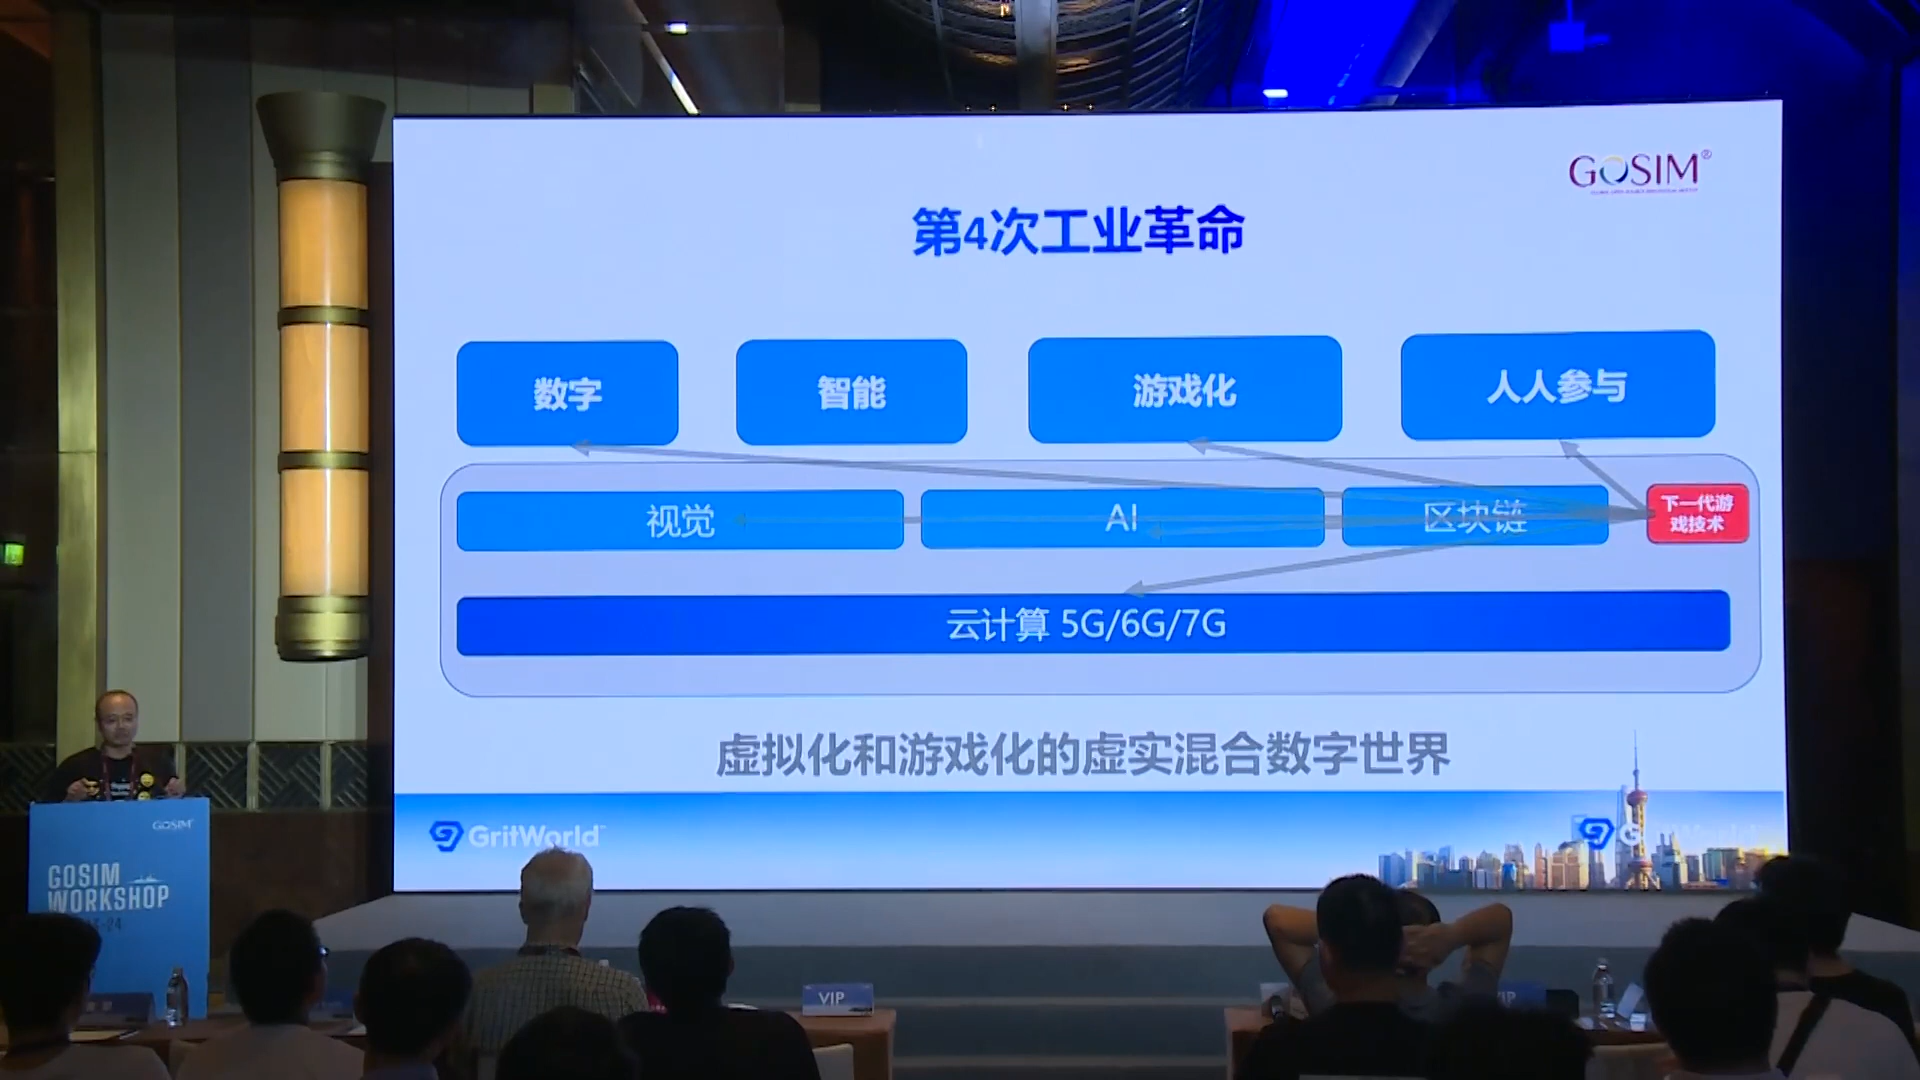 GOSIM®
第4次工业革命
数字
智能
游戏化
人人参与
视觉
AI
区块链
下一代游
戏技术
云计算 5G/6G/7G
虚拟化和游戏化的虚实混合数字世界
GritWorld
GOSIM
GOSIM
WORKSHOP
VIP
VIP